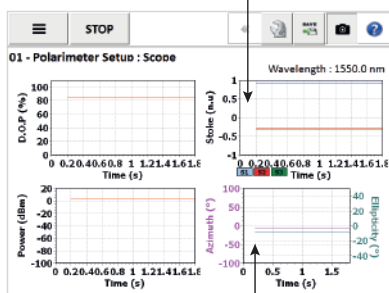 STOP
SAVE
?
01 - Polarimeter Setup : Scope
Wavelength : 1550.0 nm
D.O.P (%)
100
80
60
40
20
0
0 0.20.40.60.8 1 1.21.41.61.8
Time (s)
Stoke (n.u)
1
0.5
0
-0.5
-1
0 0.20.40.60.8 1 1.21.41.61.8
S1 S2 S3
Time (s)
Power (dBm)
20
0
-20
-40
-60
-80
-100
0 0.20.40.60.8 1 1.21.41.61.8
Time (s)
Azimuth (°)
100
50
0
-50
-100
0 0.5 1 1.5
Time (s)
40
20
0
-20
-40
Ellipticity (°)